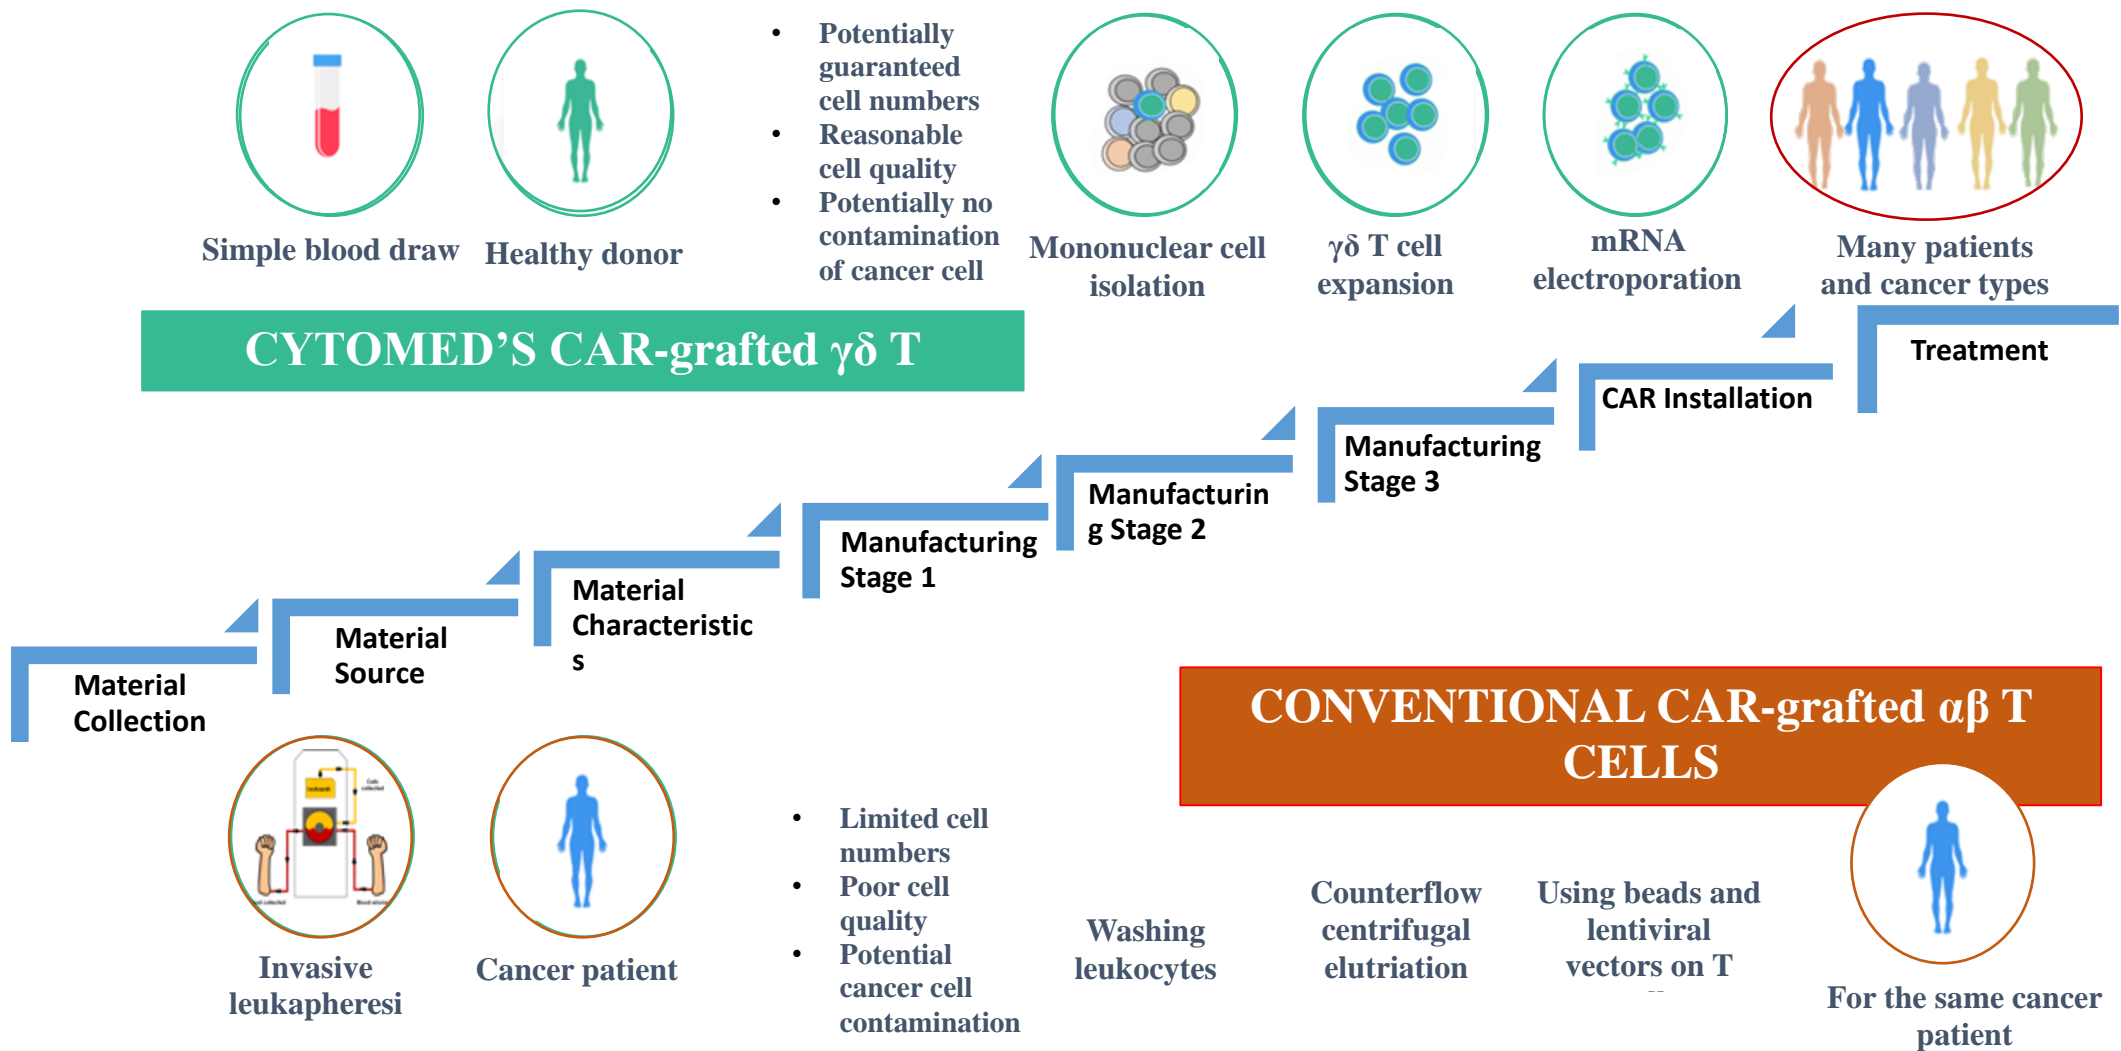 • Potentially
guaranteed
cell numbers
• Reasonable
cell quality
• Potentially no
contamination
of cancer cell
Simple blood draw
Healthy donor
Mononuclear cell
isolation
γδ T cell
expansion
mRNA
electroporation
Many patients
and cancer types
CYTOMED’S CAR-grafted γδ T
Treatment
CAR Installation
Manufacturing
Stage 3
Manufacturin
g Stage 2
Manufacturing
Stage 1
Material
Characteristic
s
Material
Source
Material
Collection
CONVENTIONAL CAR-grafted αβ T
CELLS
Leukopak
Cells
collected
Invasive
leukapheresi
Cancer patient
• Limited cell
numbers
• Poor cell
quality
• Potential
cancer cell
contamination
Washing
leukocytes
Counterflow
centrifugal
elutriation
Using beads and
lentiviral
vectors on T
For the same cancer
patient